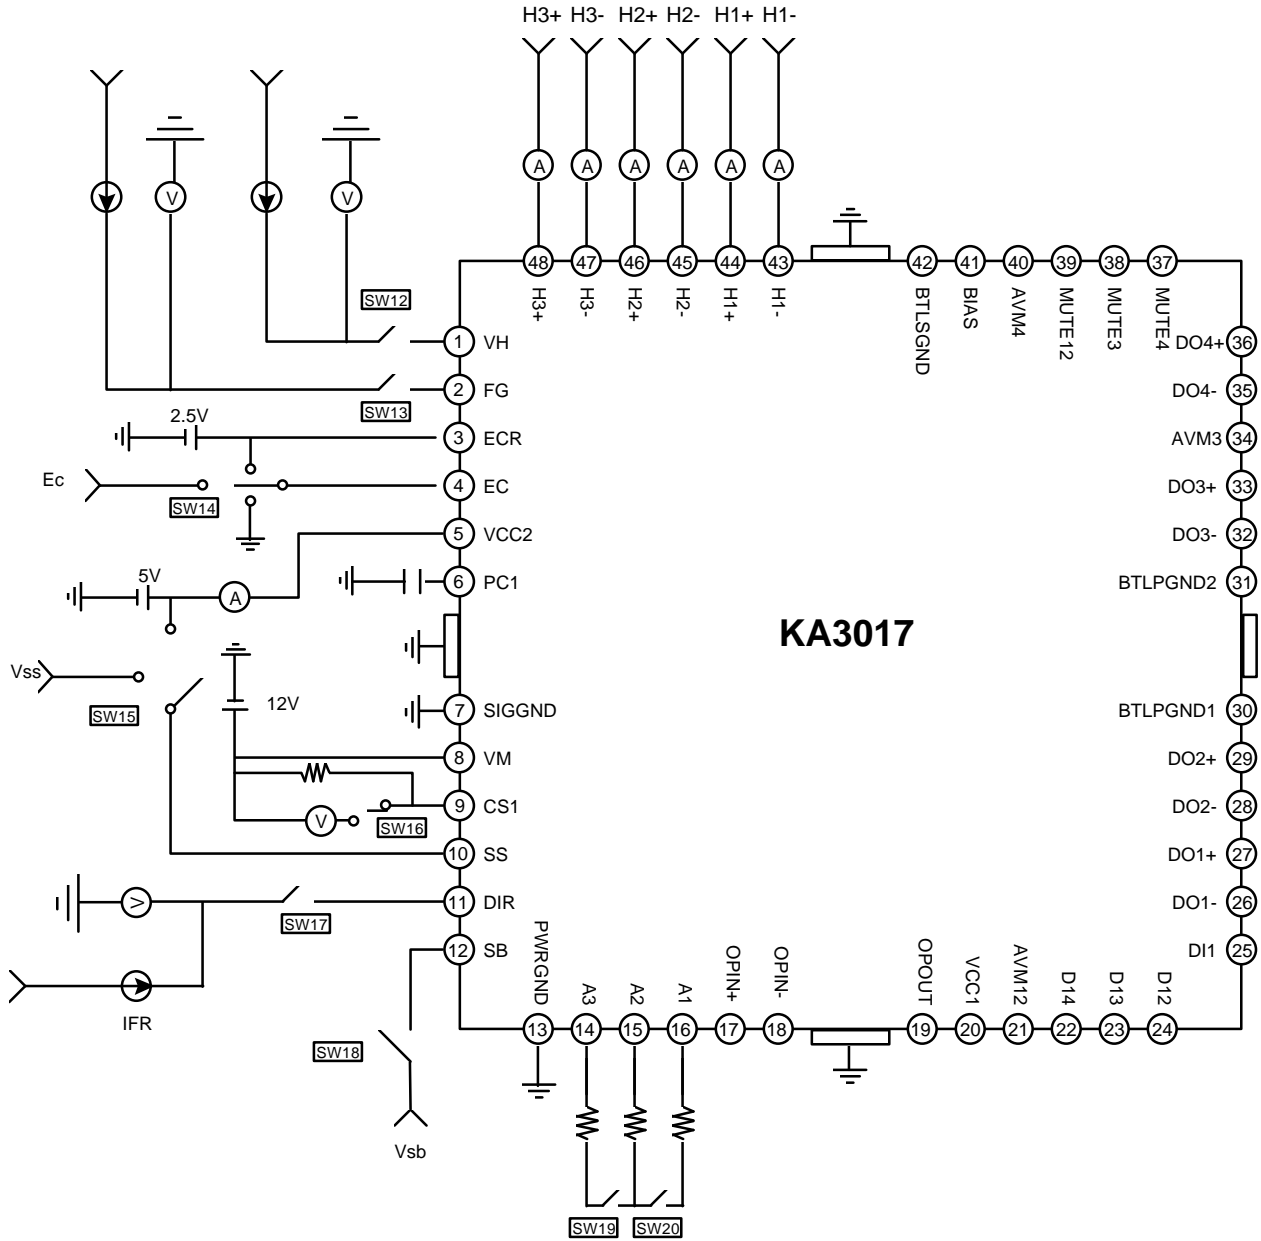 H3+ H3- H2+ H2- H1+ H1-
A A A A A A
V V
48 47 46 45 44 43 42 41 40 39 38 37
H3+ H3- H2+ H2- H1+ H1- BTLSGND BIAS AVM4 MUTE12 MUTE3 MUTE4
SW12
1 VH
DO4+ 36
2 FG
DO4- 35
SW13
2.5V
3 ECR
AVM3 34
Ec
4 EC
DO3+ 33
SW14
5 VCC2
DO3- 32
5V
A
6 PC1
BTLPGND2 31
KA3017
Vss
12V
SW15
7 SIGGND
BTLPGND1 30
8 VM
DO2+ 29
9 CS1
DO2- 28
V
SW16
10 SS
DO1+ 27
V
11 DIR
DO1- 26
SW17
12 SB
DI1 25
IFR
PWRGND A3 A2 A1 OPIN+ OPIN- OPOUT VCC1 AVM12 D14 D13 D12
13 14 15 16 17 18 19 20 21 22 23 24
SW18
Vsb
SW19 SW20